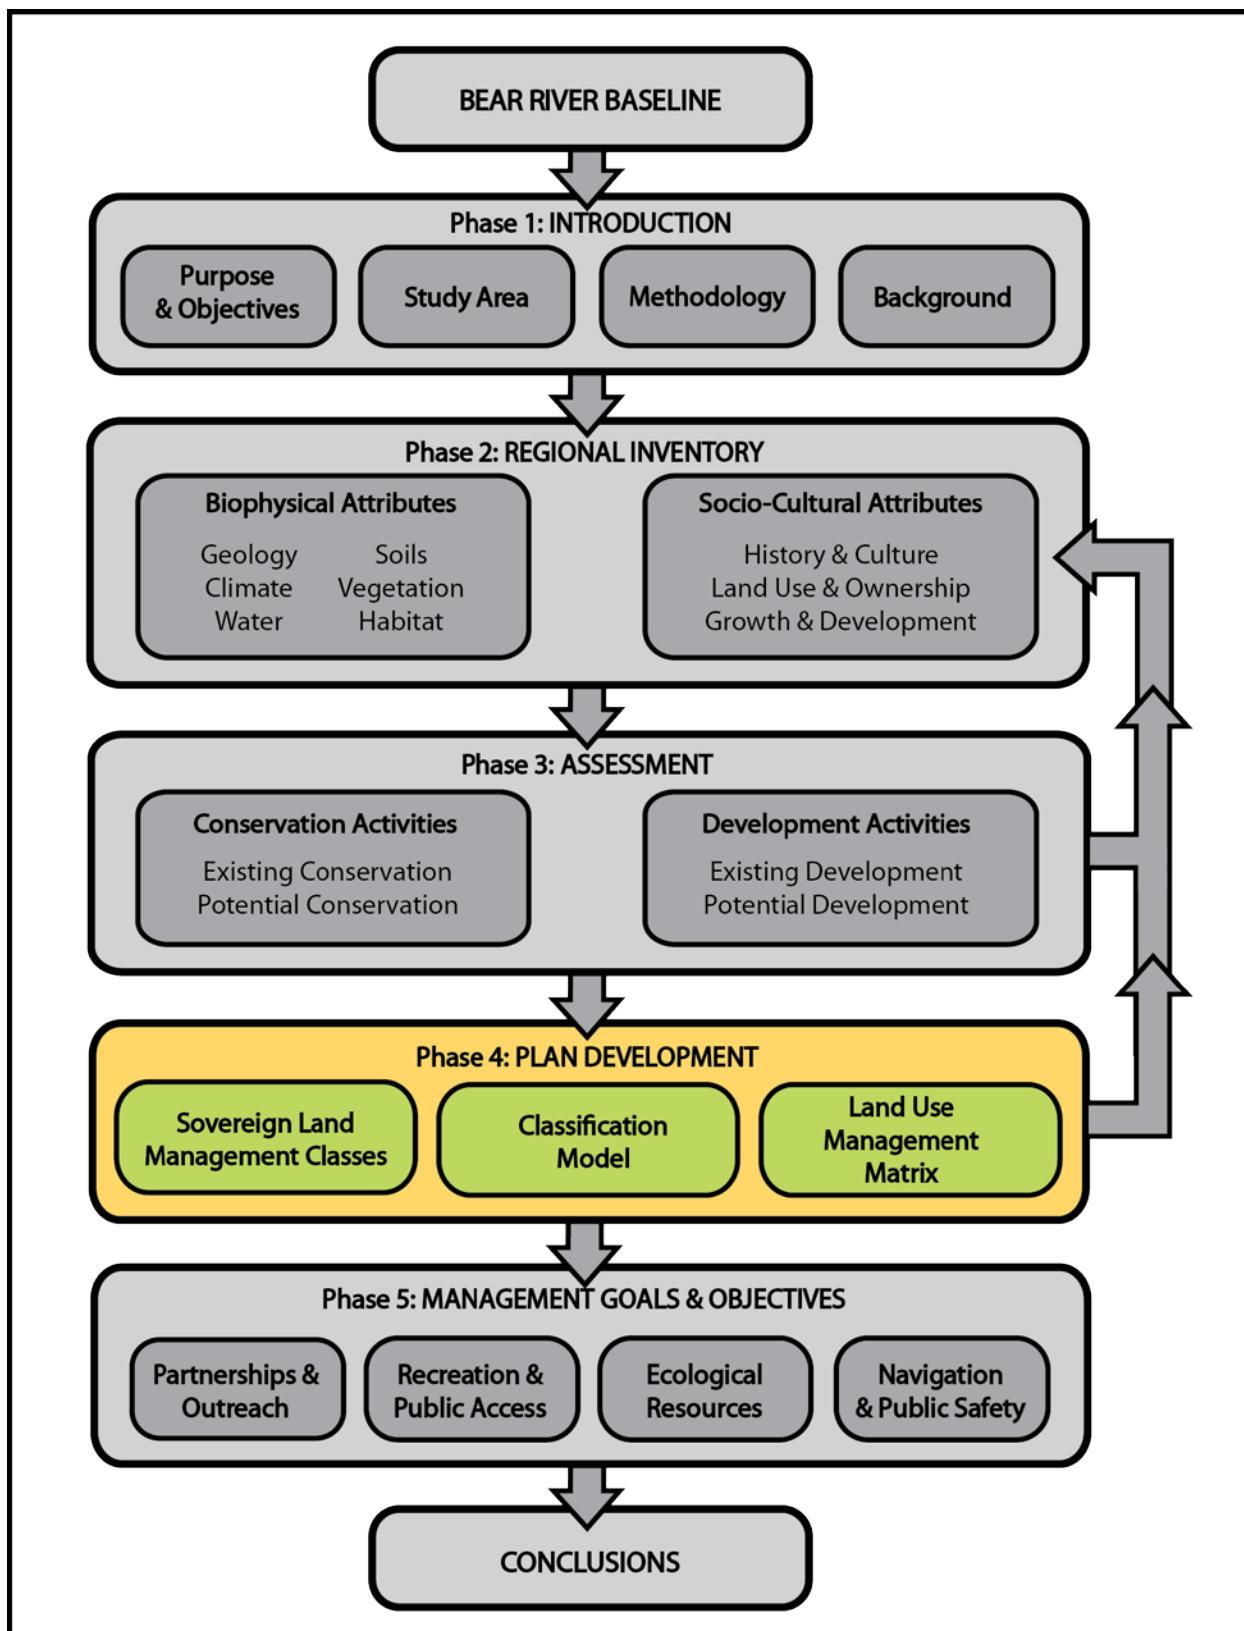 BEAR RIVER BASELINE
Phase 1: INTRODUCTION
Purpose
& Objectives
Study Area
Methodology
Background
Phase 2: REGIONAL INVENTORY
Biophysical Attributes
Geology
Soils
Climate
Vegetation
Water
Habitat
Socio-Cultural Attributes
History & Culture
Land Use & Ownership
Growth & Development
Phase 3: ASSESSMENT
Conservation Activities
Existing Conservation
Potential Conservation
Development Activities
Existing Development
Potential Development
Phase 4: PLAN DEVELOPMENT
Sovereign Land
Management Classes
Classification
Model
Land Use
Management
Matrix
Phase 5: MANAGEMENT GOALS & OBJECTIVES
Partnerships &
Outreach
Recreation &
Public Access
Ecological
Resources
Navigation
& Public Safety
CONCLUSIONS